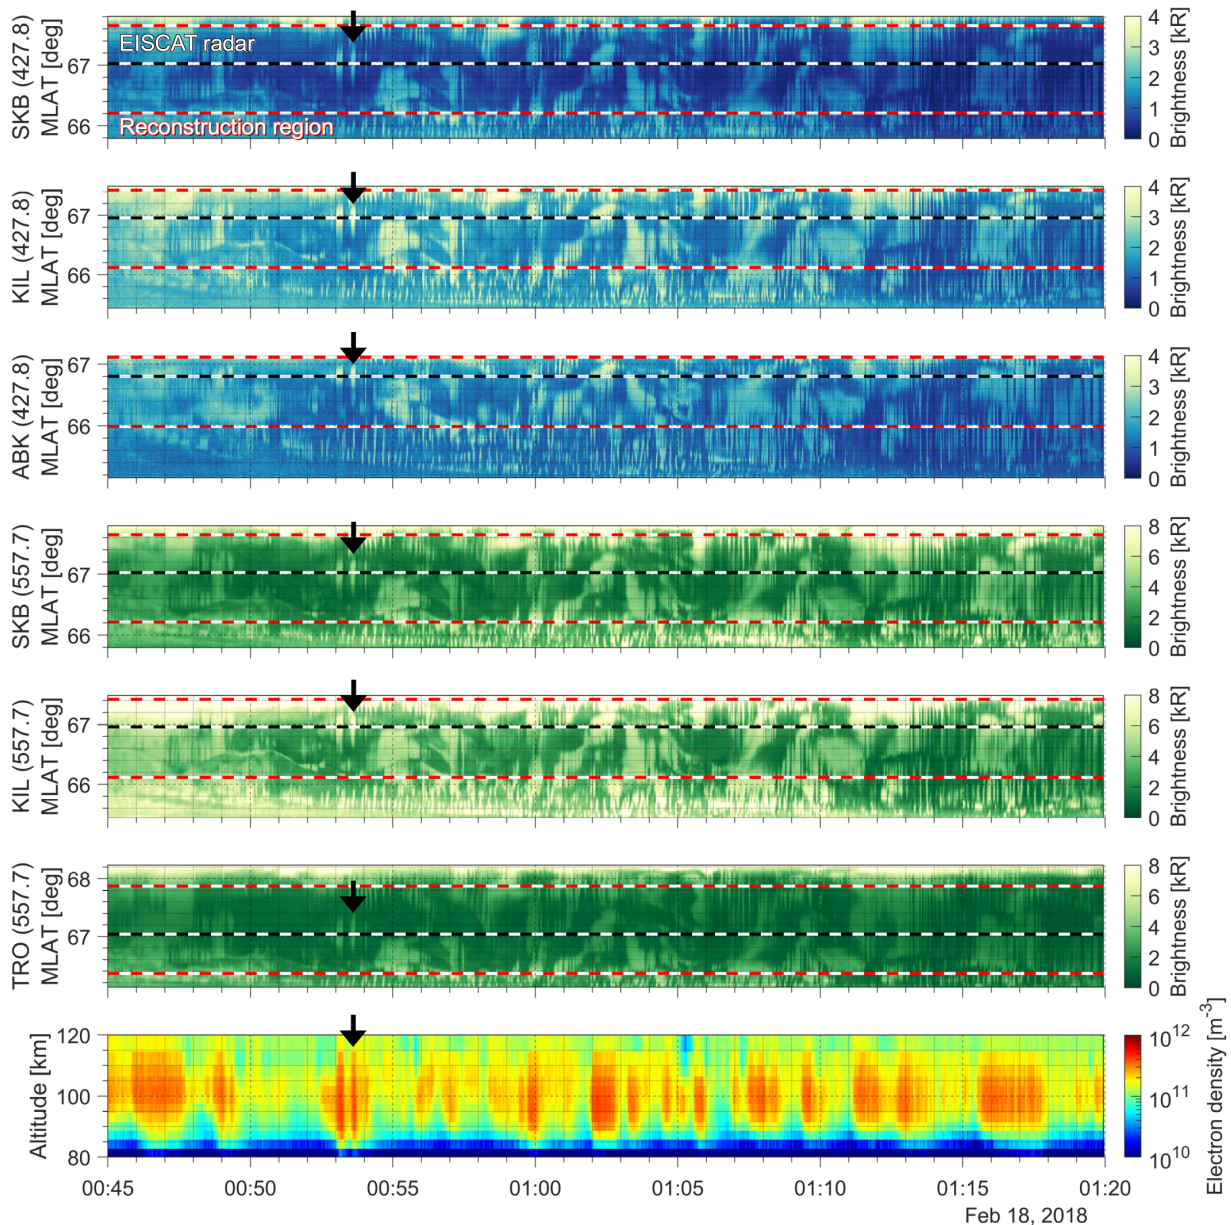 SKB (427.8)
MLAT [deg]
67
66
EISCAT radar
Reconstruction region
4
3
2
1
0
Brightness [kR]
KIL (427.8)
MLAT [deg]
67
66
4
3
2
1
0
Brightness [kR]
ABK (427.8)
MLAT [deg]
67
66
4
3
2
1
0
Brightness [kR]
SKB (557.7)
MLAT [deg]
67
66
8
6
4
2
0
Brightness [kR]
KIL (557.7)
MLAT [deg]
67
66
8
6
4
2
0
Brightness [kR]
TRO (557.7)
MLAT [deg]
68
67
8
6
4
2
0
Brightness [kR]
Altitude [km]
120
100
80
10^12
10^11
10^10
Electron density [m^-3]
00:45 00:50 00:55 01:00 01:05 01:10 01:15 01:20
Feb 18, 2018